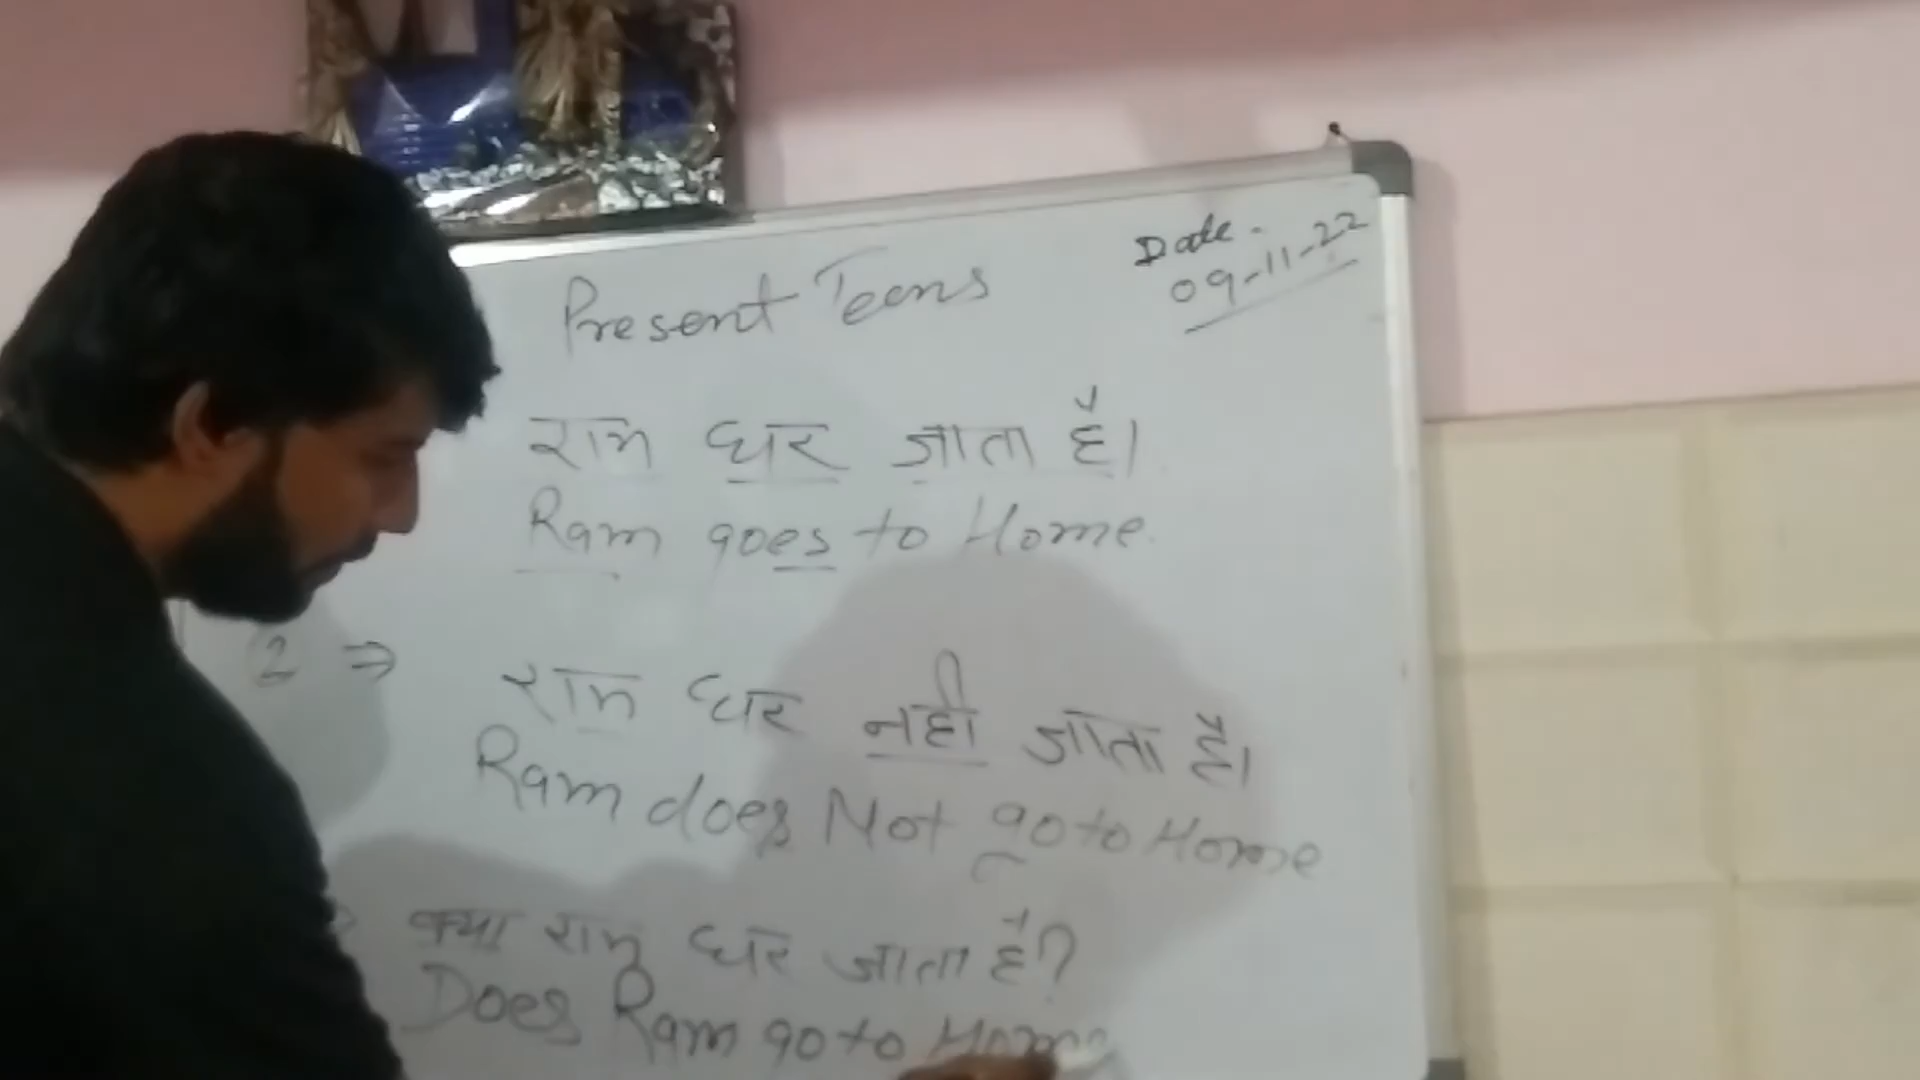 Date.
09-11-22
Present Teens
राम घर जाता है।
Ram goes to Home.
2 ⇒ राम घर नही जाता है।
Ram does Not go to Home
क्या राम घर जाता है?
Does Ram go to Home